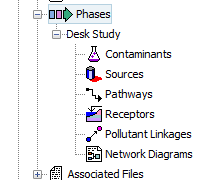 Phases
Desk Study
Contaminants
Sources
Pathways
Receptors
Pollutant Linkages
Network Diagrams
Associated Files